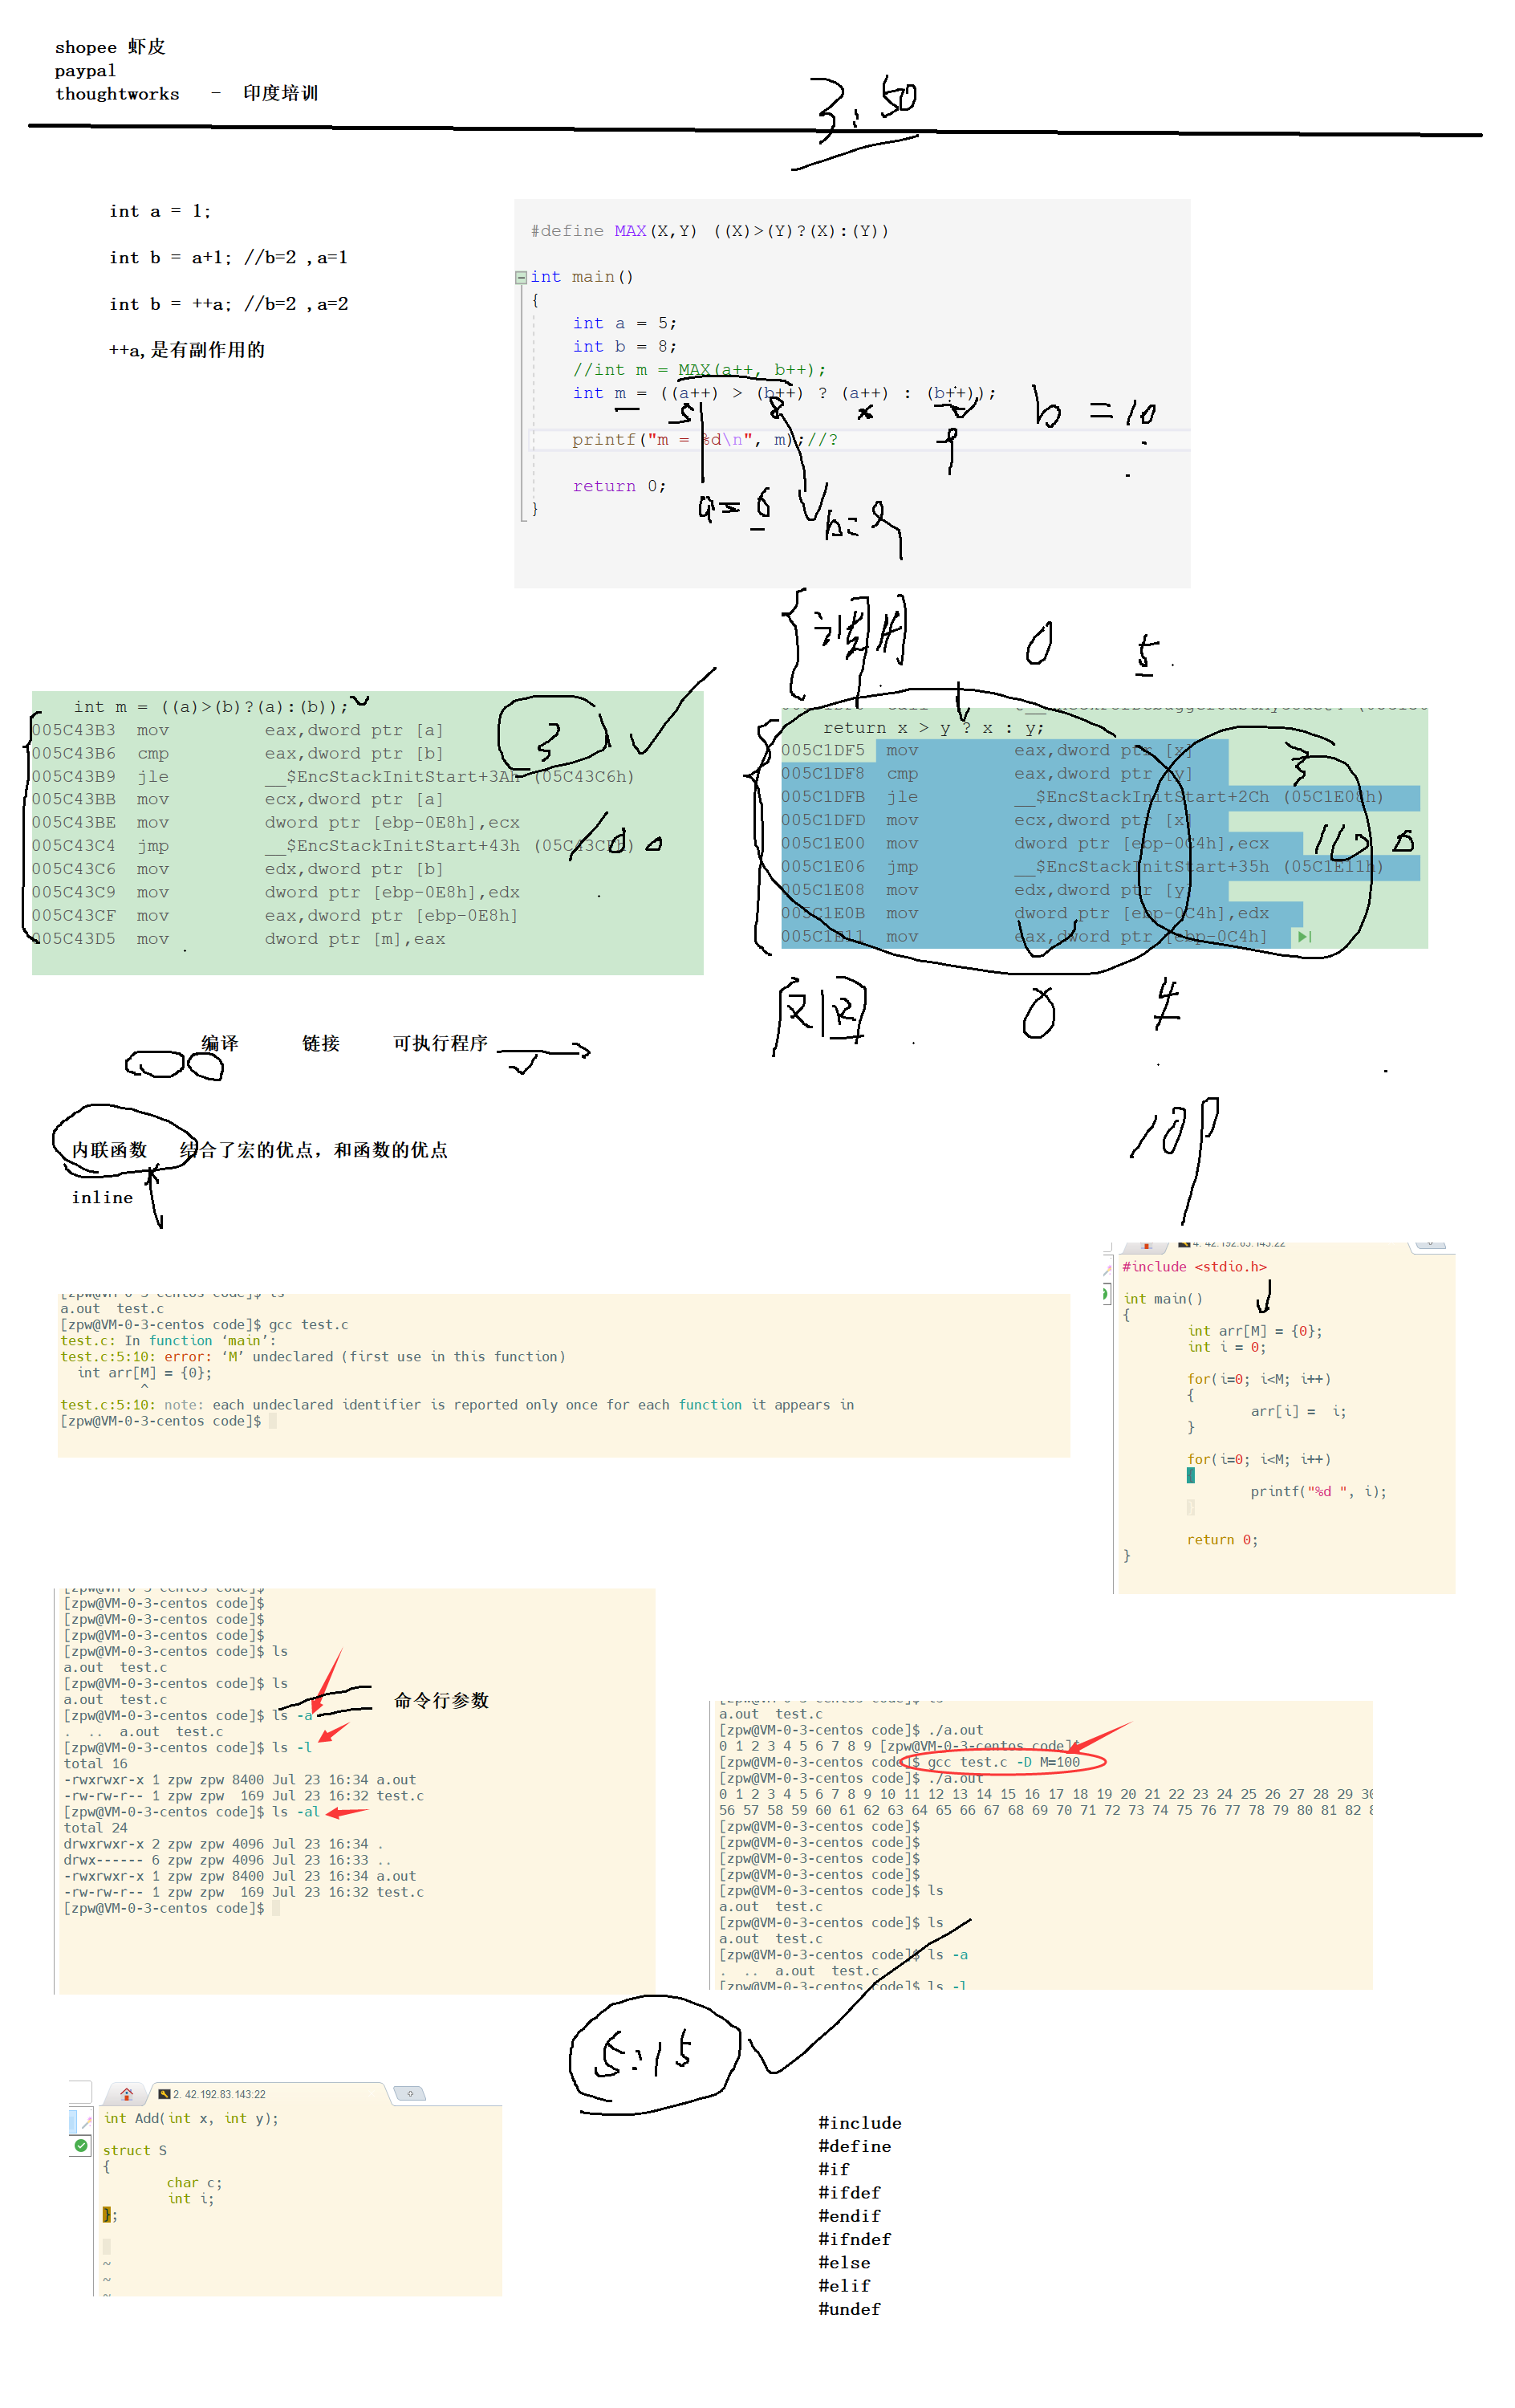 shopee 虾皮
paypal
thoughtworks - 印度培训
3:50
int a = 1;
int b = a+1; //b=2 ,a=1
int b = ++a; //b=2 ,a=2
++a,是有副作用的
#define MAX(X,Y) ((X)>(Y)?(X):(Y))
int main()
{
int a = 5;
int b = 8;
//int m = MAX(a++, b++);
int m = ((a++) > (b++) ? (a++) : (b++));
5 8 x 9 b = 10
printf("m = %d\n", m);//?
return 0;
}
a = 6
b = 9
调用 0 5
int m = ((a)>(b)?(a):(b));
005C43B3 mov eax,dword ptr [a]
005C43B6 cmp eax,dword ptr [b]
005C43B9 jle __$EncStackInitStart+3Ah (05C43C6h)
005C43BB mov ecx,dword ptr [a]
005C43BE mov dword ptr [ebp-0E8h],ecx
005C43C4 jmp __$EncStackInitStart+43h (05C43CFh)
005C43C6 mov edx,dword ptr [b]
005C43C9 mov dword ptr [ebp-0E8h],edx
005C43CF mov eax,dword ptr [ebp-0E8h]
005C43D5 mov dword ptr [m],eax
3
100
return x > y ? x : y;
005C1DF5 mov eax,dword ptr [x]
005C1DF8 cmp eax,dword ptr [y]
005C1DFB jle __$EncStackInitStart+2Ch (05C1E08h)
005C1DFD mov ecx,dword ptr [x]
005C1E00 mov dword ptr [ebp-0C4h],ecx
005C1E06 jmp __$EncStackInitStart+35h (05C1E11h)
005C1E08 mov edx,dword ptr [y]
005C1E0B mov dword ptr [ebp-0C4h],edx
005C1E11 mov eax,dword ptr [ebp-0C4h]
3
返回 0 4
编译 链接 可执行程序
内联函数 结合了宏的优点，和函数的优点
inline
[zpw@VM-0-3-centos code]$ ls
a.out test.c
[zpw@VM-0-3-centos code]$ gcc test.c
test.c: In function ‘main’:
test.c:5:10: error: ‘M’ undeclared (first use in this function)
int arr[M] = {0};
^
test.c:5:10: note: each undeclared identifier is reported only once for each function it appears in
[zpw@VM-0-3-centos code]$
4. 42.192.83.143:22
#include <stdio.h>
int main()
{
int arr[M] = {0};
int i = 0;
for(i=0; i<M; i++)
{
arr[i] = i;
}
for(i=0; i<M; i++)
{
printf("%d ", i);
}
return 0;
}
[zpw@VM-0-3-centos code]$
[zpw@VM-0-3-centos code]$
[zpw@VM-0-3-centos code]$
[zpw@VM-0-3-centos code]$
[zpw@VM-0-3-centos code]$ ls
a.out test.c
[zpw@VM-0-3-centos code]$ ls
a.out test.c
[zpw@VM-0-3-centos code]$ ls -a
. .. a.out test.c
[zpw@VM-0-3-centos code]$ ls -l
total 16
-rwxrwxr-x 1 zpw zpw 8400 Jul 23 16:34 a.out
-rw-rw-r-- 1 zpw zpw 169 Jul 23 16:32 test.c
[zpw@VM-0-3-centos code]$ ls -al
total 24
drwxrwxr-x 2 zpw zpw 4096 Jul 23 16:34 .
drwx------ 6 zpw zpw 4096 Jul 23 16:33 ..
-rwxrwxr-x 1 zpw zpw 8400 Jul 23 16:34 a.out
-rw-rw-r-- 1 zpw zpw 169 Jul 23 16:32 test.c
[zpw@VM-0-3-centos code]$
命令行参数
[zpw@VM-0-3-centos code]$ ls
a.out test.c
[zpw@VM-0-3-centos code]$ ./a.out
0 1 2 3 4 5 6 7 8 9 [zpw@VM-0-3-centos code]$
[zpw@VM-0-3-centos code]$ gcc test.c -D M=100
[zpw@VM-0-3-centos code]$ ./a.out
0 1 2 3 4 5 6 7 8 9 10 11 12 13 14 15 16 17 18 19 20 21 22 23 24 25 26 27 28 29 30
56 57 58 59 60 61 62 63 64 65 66 67 68 69 70 71 72 73 74 75 76 77 78 79 80 81 82 8
[zpw@VM-0-3-centos code]$
[zpw@VM-0-3-centos code]$
[zpw@VM-0-3-centos code]$
[zpw@VM-0-3-centos code]$
[zpw@VM-0-3-centos code]$ ls
a.out test.c
[zpw@VM-0-3-centos code]$ ls
a.out test.c
[zpw@VM-0-3-centos code]$ ls -a
. .. a.out test.c
[zpw@VM-0-3-centos code]$ ls -l
5:15
2. 42.192.83.143:22
int Add(int x, int y);
struct S
{
char c;
int i;
};
~
~
~
#include
#define
#if
#ifdef
#endif
#ifndef
#else
#elif
#undef